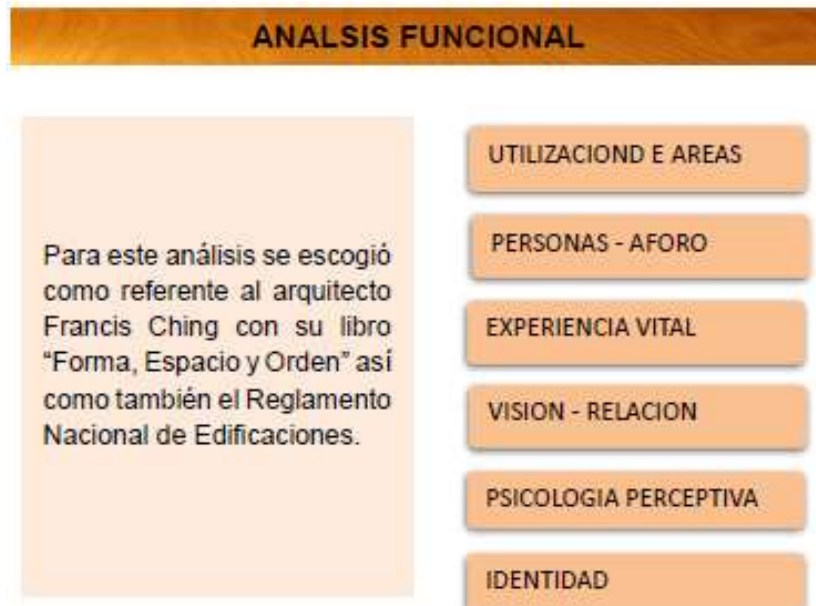 ANALSIS FUNCIONAL
Para este análisis se escogió
como referente al arquitecto
Francis Ching con su libro
“Forma, Espacio y Orden” así
como también el Reglamento
Nacional de Edificaciones.
UTILIZACIOND E AREAS
PERSONAS - AFORO
EXPERIENCIA VITAL
VISION - RELACION
PSICOLOGIA PERCEPTIVA
IDENTIDAD